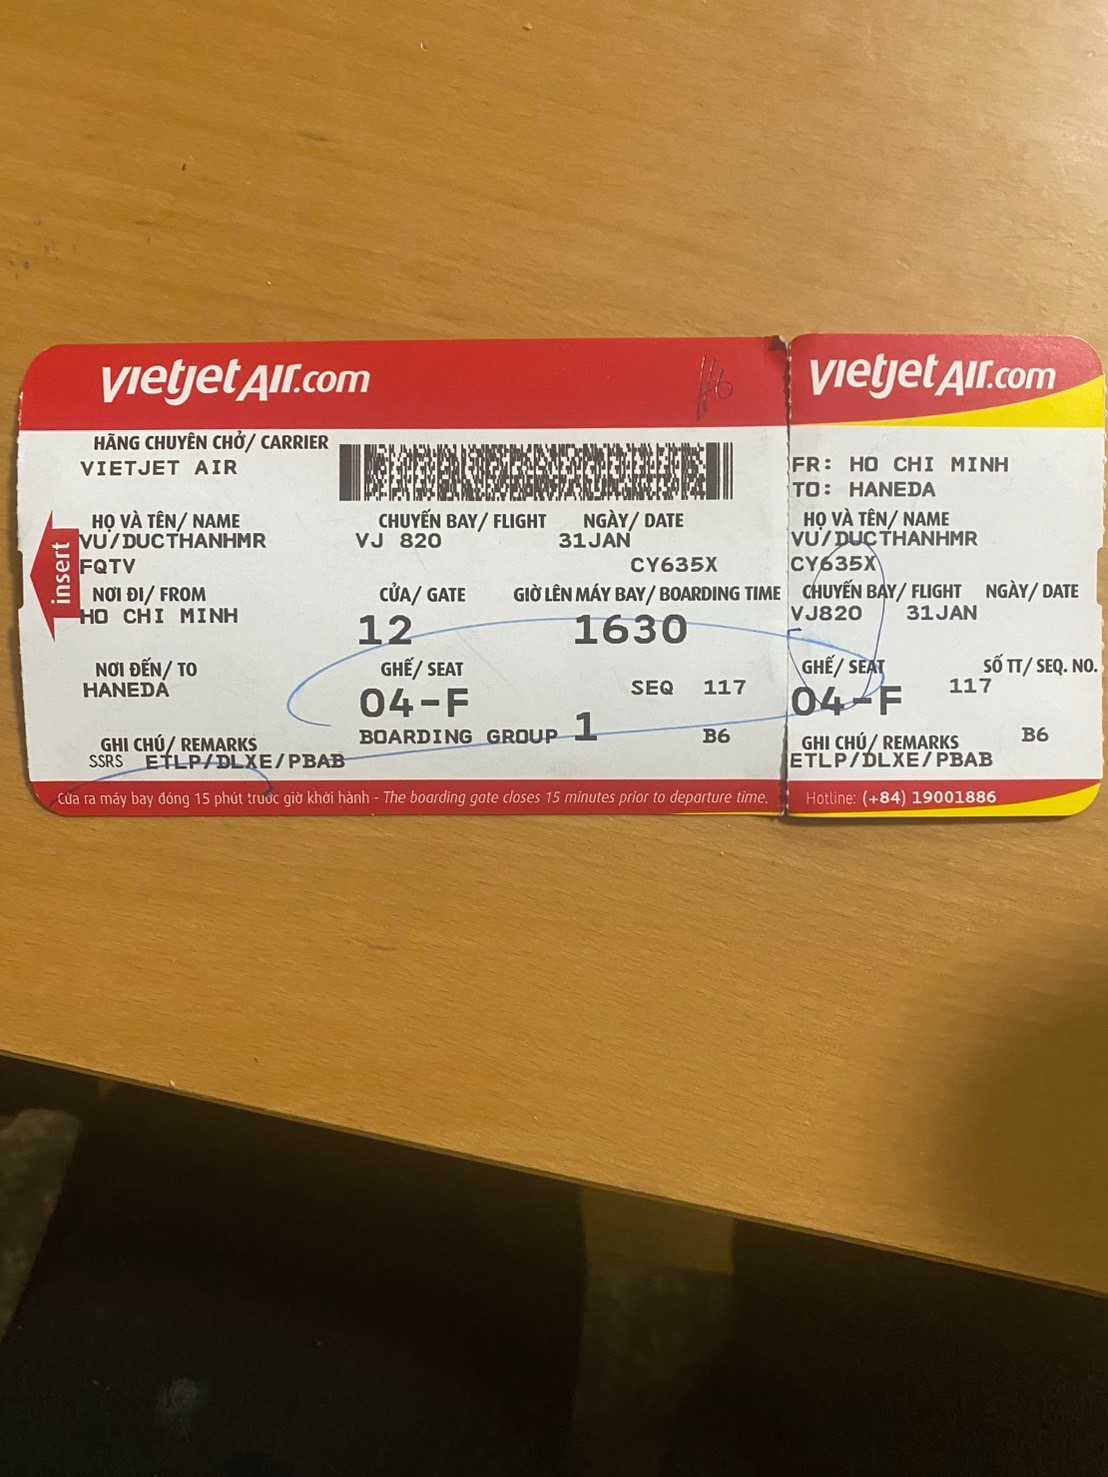 vietjetAir.com
HÃNG CHUYÊN CHỞ/ CARRIER
VIETJET AIR
HỌ VÀ TÊN/ NAME
VU/DUCTHANHMR
FQTV
CHUYẾN BAY/ FLIGHT NGÀY/ DATE
VJ 820 31JAN
CY635X
NƠI ĐI/ FROM
HO CHI MINH
CỬA/ GATE GIỜ LÊN MÁY BAY/ BOARDING TIME
12 1630
NƠI ĐẾN/ TO
HANEDA
GHẾ/ SEAT
04-F SEQ 117
BOARDING GROUP 1 B6
GHI CHÚ/ REMARKS
SSRS ETLP/DLXE/PBAB
Cửa ra máy bay đóng 15 phút trước giờ khởi hành - The boarding gate closes 15 minutes prior to departure time.
insert
vietjetAir.com
FR: HO CHI MINH
TO: HANEDA
HỌ VÀ TÊN/ NAME
VU/DUCTHANHMR
CY635X
CHUYẾN BAY/ FLIGHT NGÀY/ DATE
VJ820 31JAN
GHẾ/ SEAT SỐ TT/ SEQ. NO.
04-F 117
GHI CHÚ/ REMARKS B6
ETLP/DLXE/PBAB
Hotline: (+84) 19001886